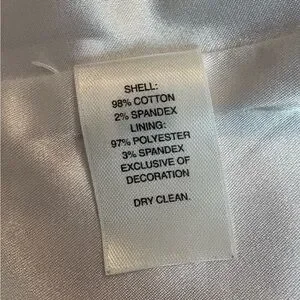 SHELL:
98% COTTON
2% SPANDEX
LINING:
97% POLYESTER
3% SPANDEX
EXCLUSIVE OF
DECORATION
DRY CLEAN.